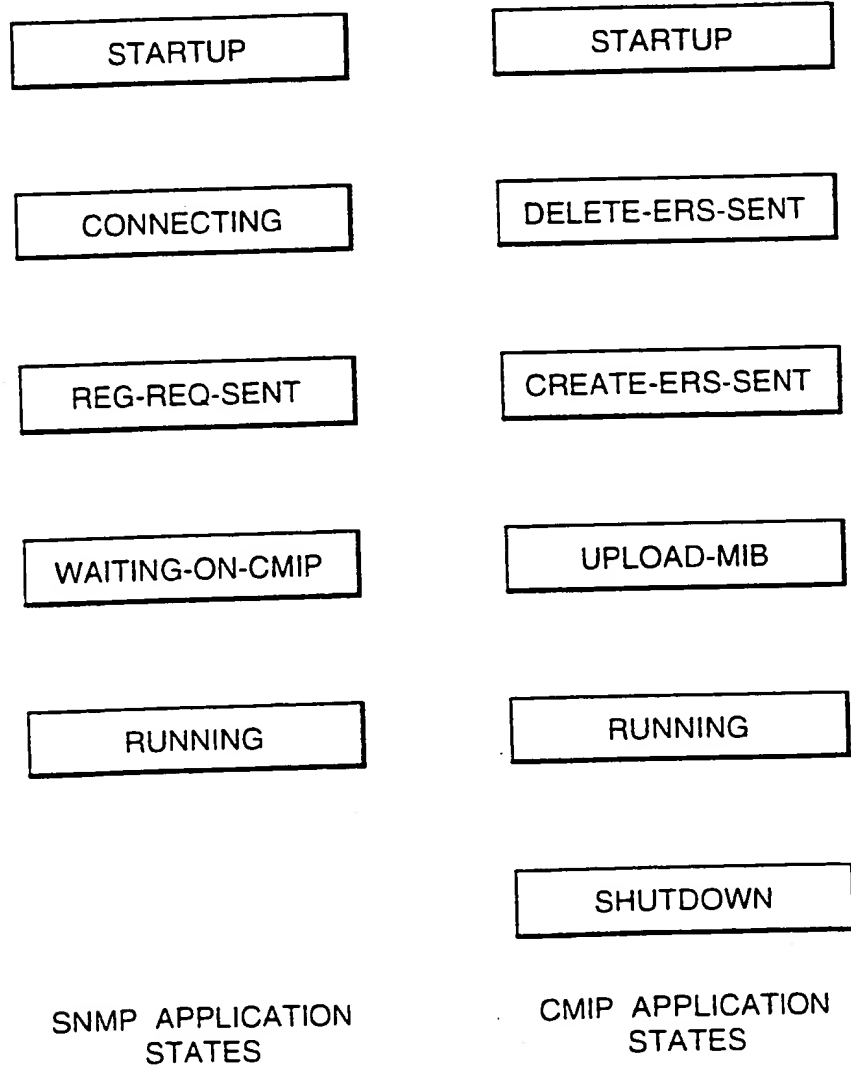 STARTUP
CONNECTING
REG-REQ-SENT
WAITING-ON-CMIP
RUNNING
SNMP APPLICATION
STATES
STARTUP
DELETE-ERS-SENT
CREATE-ERS-SENT
UPLOAD-MIB
RUNNING
SHUTDOWN
CMIP APPLICATION
STATES